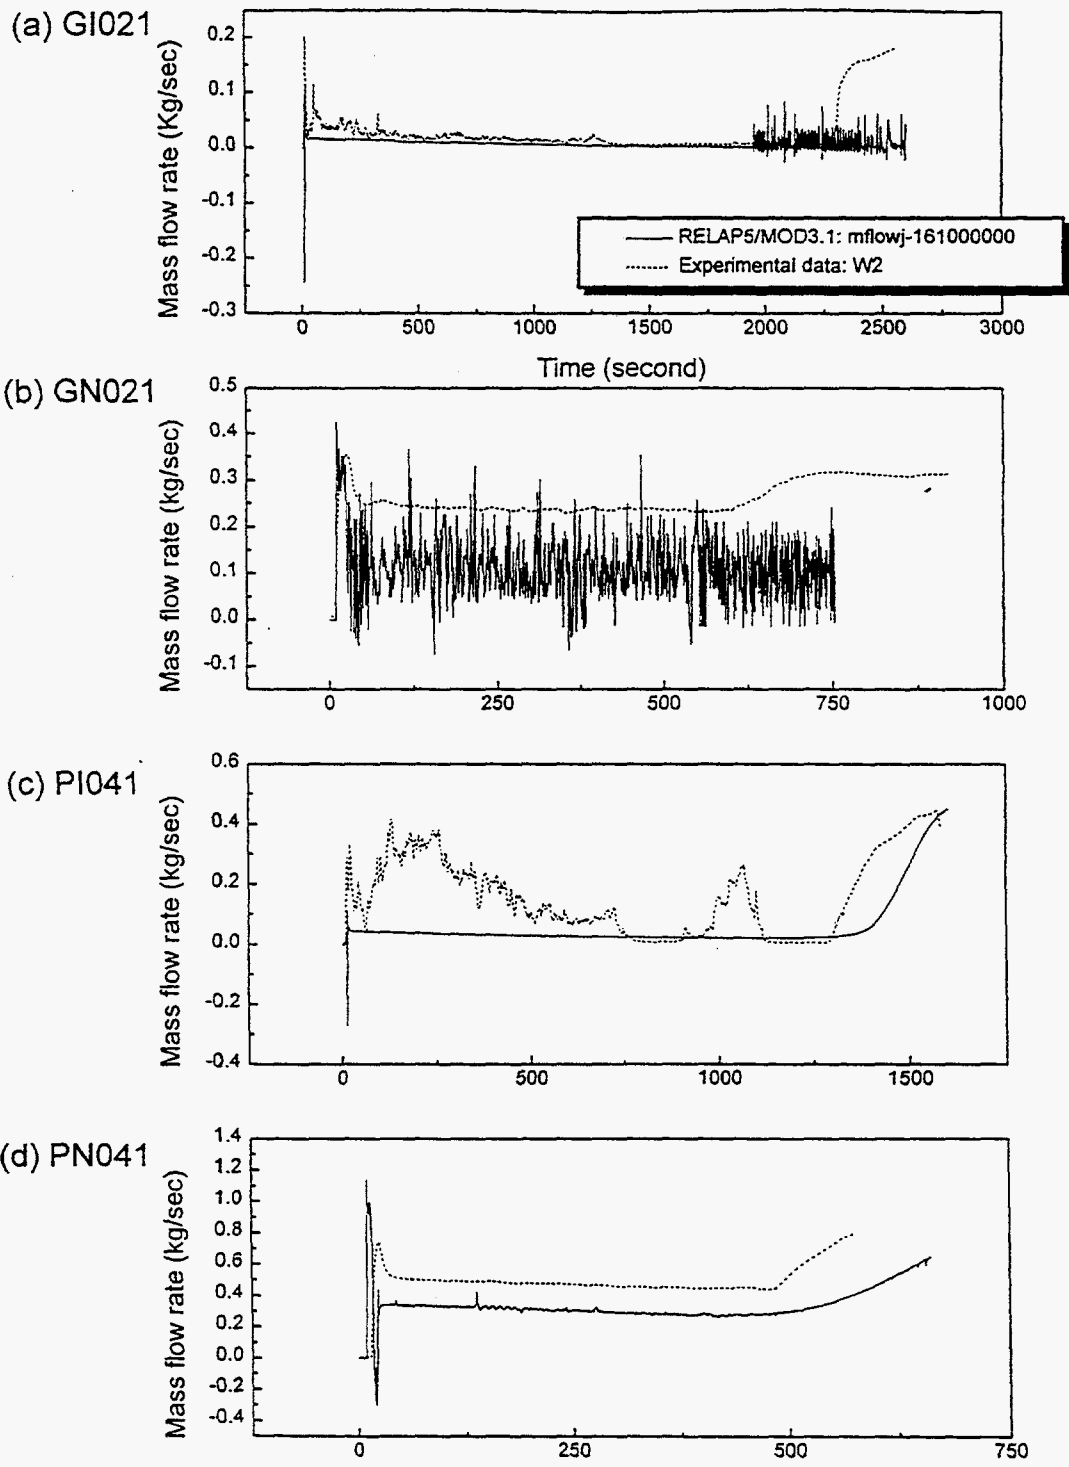 (a) GI021
Mass flow rate (Kg/sec)
0.2
0.1
0.0
-0.1
-0.2
-0.3
RELAP5/MOD3.1: mflowj-161000000
Experimental data: W2
0 500 1000 1500 2000 2500 3000
Time (second)
(b) GN021
Mass flow rate (kg/sec)
0.5
0.4
0.3
0.2
0.1
0.0
-0.1
0 250 500 750 1000
(c) PI041
Mass flow rate (kg/sec)
0.6
0.4
0.2
0.0
-0.2
-0.4
0 500 1000 1500
(d) PN041
Mass flow rate (kg/sec)
1.4
1.2
1.0
0.8
0.6
0.4
0.2
0.0
-0.2
-0.4
0 250 500 750